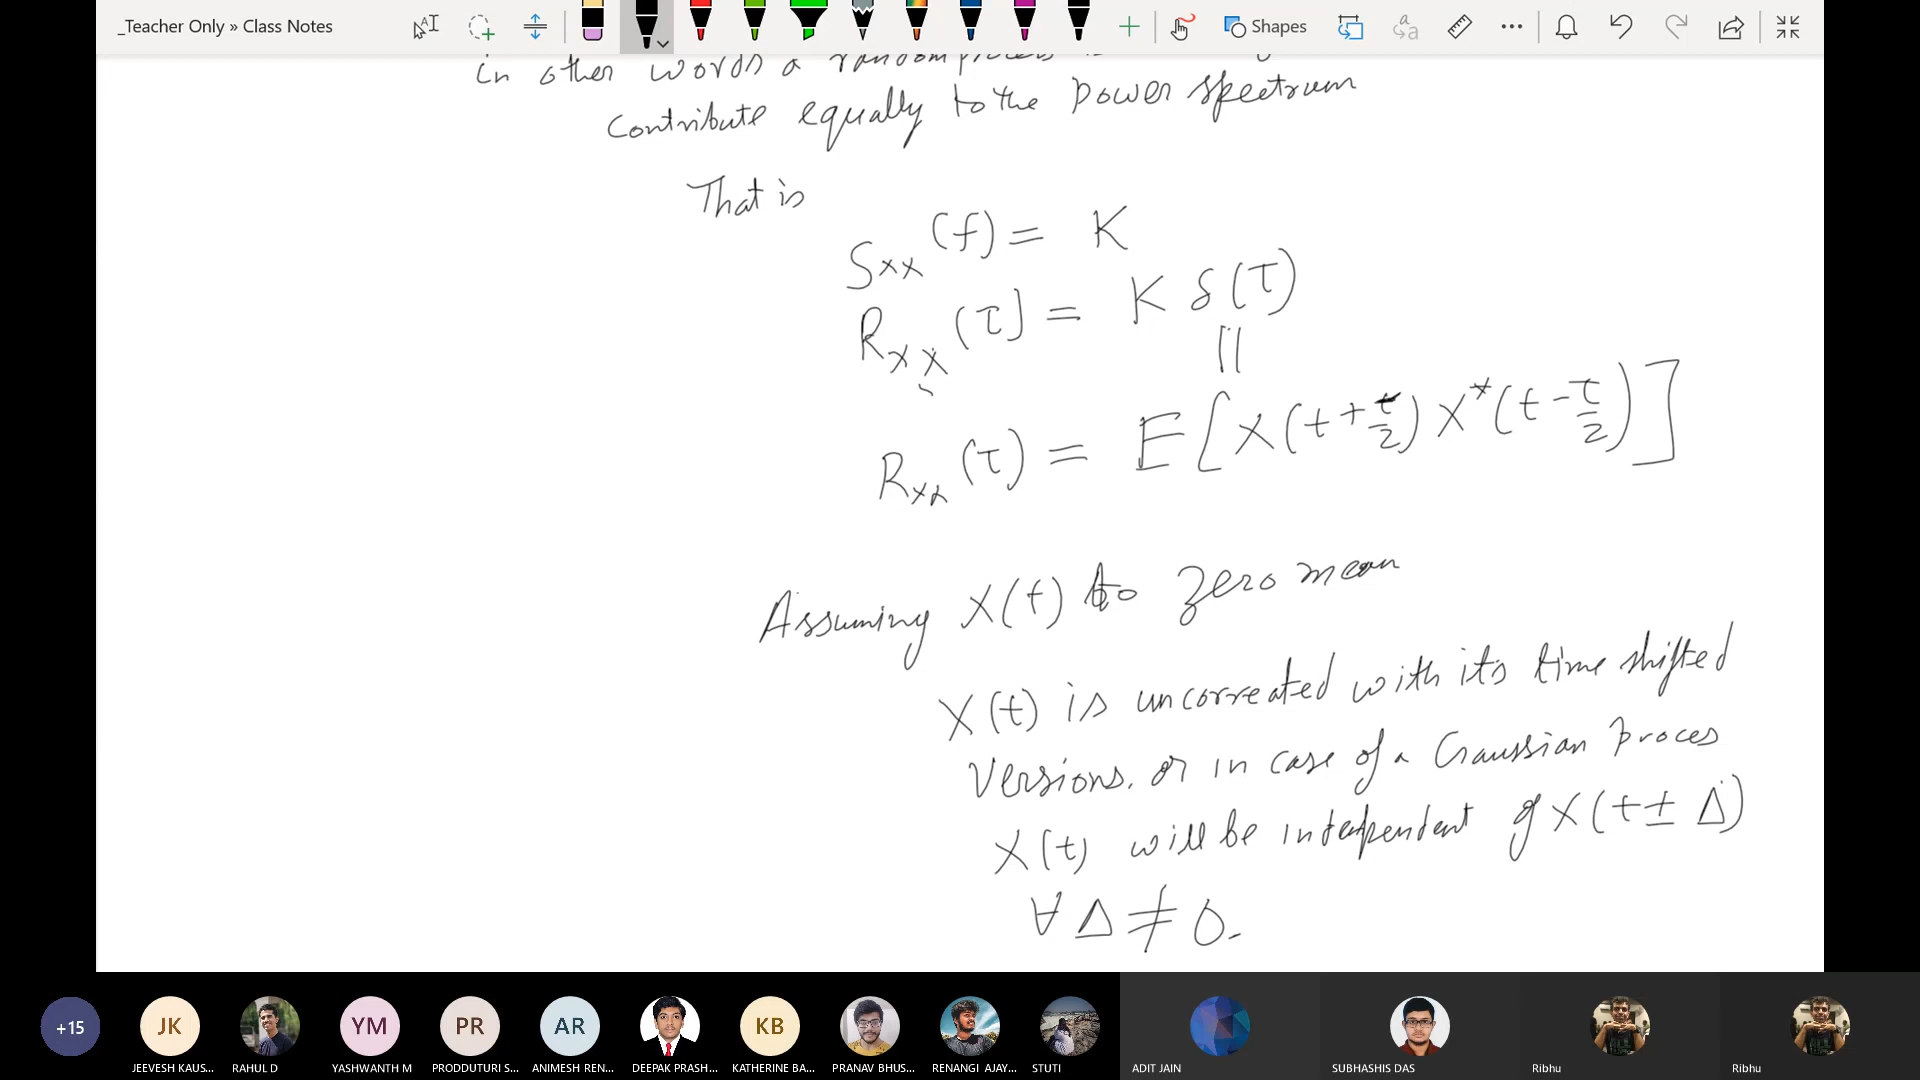 _Teacher Only » Class Notes
Shapes
in other words a random process
contribute equally to the power spectrum
That is
Sxx(f) = K
Rxx(τ) = K δ(τ)
||
Rxx(τ) = E[X(t+τ/2) X*(t-τ/2)]
Assuming X(t) to zero mean
X(t) is uncorreated with its time shifted
versions. or in case of a Gaussian Proces
X(t) will be independent of X(t ± Δ)
∀ Δ ≠ 0.
+15
JK
YM
PR
AR
KB
JEEVESH KAUS...
RAHUL D
YASHWANTH M
PRODDUTURI S...
ANIMESH REN...
DEEPAK PRASH...
KATHERINE BA...
PRANAV BHUS...
RENANGI AJAY...
STUTI
ADIT JAIN
SUBHASHIS DAS
Ribhu
Ribhu